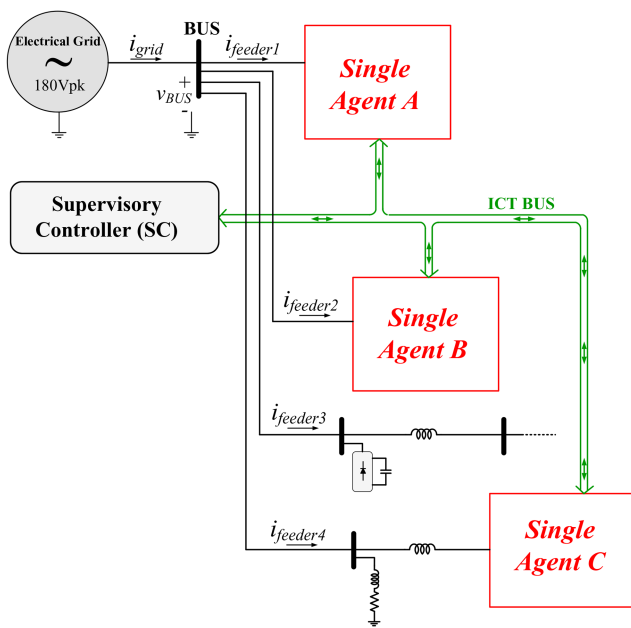 Electrical Grid
~
180Vpk
i_grid
BUS
i_feeder1
+
v_BUS
-
Single
Agent A
Supervisory
Controller (SC)
ICT BUS
i_feeder2
Single
Agent B
i_feeder3
i_feeder4
Single
Agent C